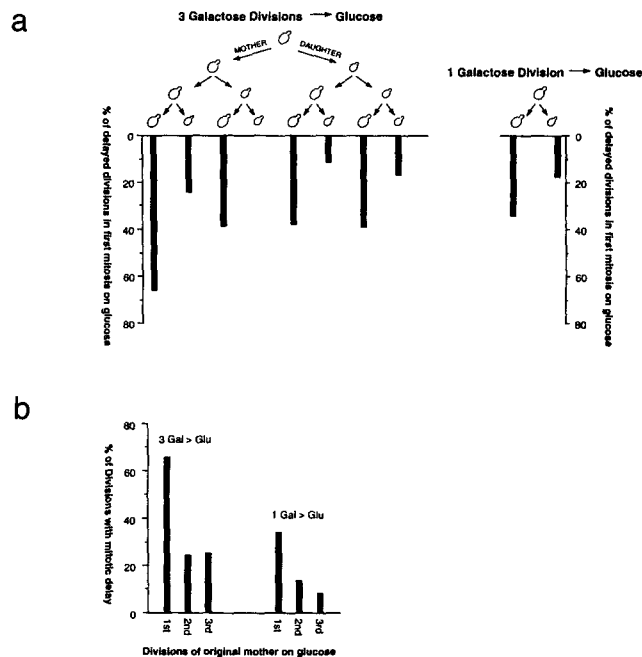 a
3 Galactose Divisions → Glucose
MOTHER
DAUGHTER
1 Galactose Division → Glucose
% of delayed divisions in first mitosis on glucose
0
20
40
60
80
0
20
40
60
80
% of delayed divisions in first mitosis on glucose
b
% of Divisions with mitotic delay
80
60
40
20
0
3 Gal > Glu
1 Gal > Glu
1st
2nd
3rd
1st
2nd
3rd
Divisions of original mother on glucose